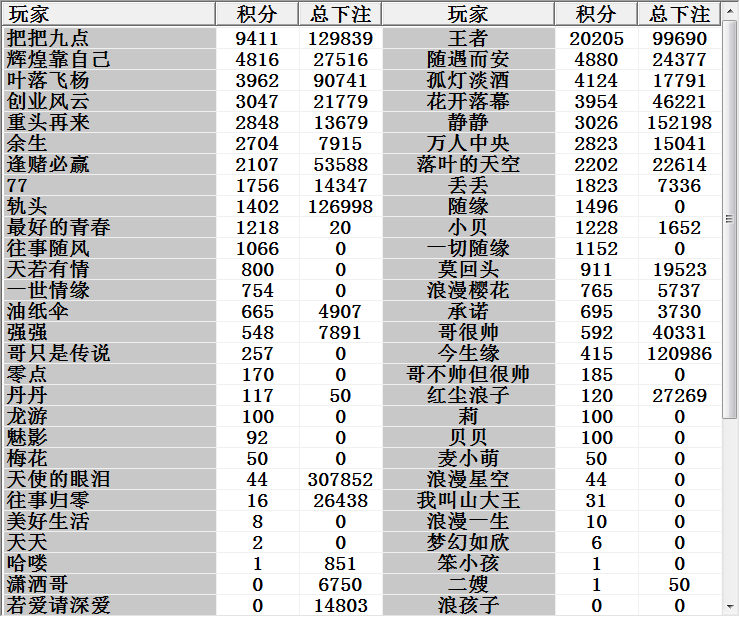 玩家 积分 总下注 玩家 积分 总下注
把把九点 9411 129839 王者 20205 99690
辉煌靠自己 4816 27516 随遇而安 4880 24377
叶落飞杨 3962 90741 孤灯淡酒 4124 17791
创业风云 3047 21779 花开落幕 3954 46221
重头再来 2848 13679 静静 3026 152198
余生 2704 7915 万人中央 2823 15041
逢赌必赢 2107 53588 落叶的天空 2202 22614
77 1756 14347 丢丢 1823 7336
轨头 1402 126998 随缘 1496 0
最好的青春 1218 20 小贝 1228 1652
往事随风 1066 0 一切随缘 1152 0
天若有情 800 0 莫回头 911 19523
一世情缘 754 0 浪漫樱花 765 5737
油纸伞 665 4907 承诺 695 3730
强强 548 7891 哥很帅 592 40331
哥只是传说 257 0 今生缘 415 120986
零点 170 0 哥不帅但很帅 185 0
丹丹 117 50 红尘浪子 120 27269
龙游 100 0 莉 100 0
魅影 92 0 贝贝 100 0
梅花 50 0 麦小萌 50 0
天使的眼泪 44 307852 浪漫星空 44 0
往事归零 16 26438 我叫山大王 31 0
美好生活 8 0 浪漫一生 10 0
天天 2 0 梦幻如欣 6 0
哈喽 1 851 笨小孩 1 0
潇洒哥 0 6750 二嫂 1 50
若爱请深爱 0 14803 浪孩子 0 0